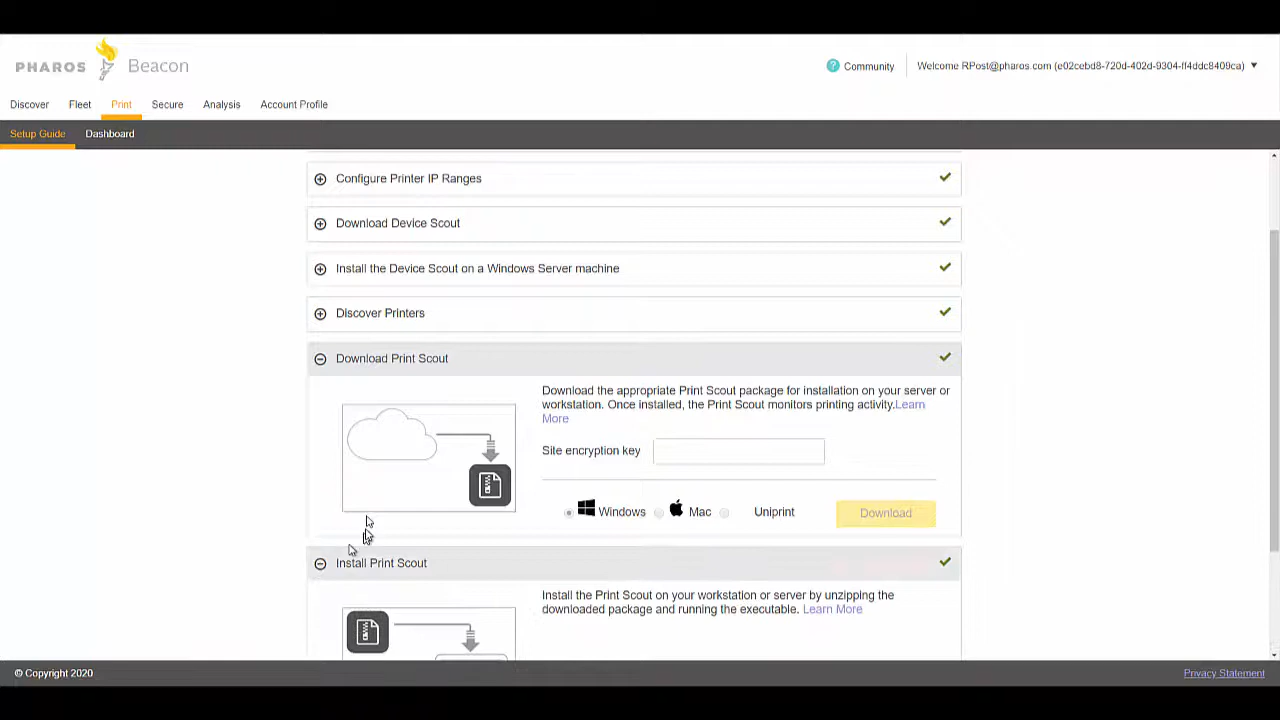 PHAROS Beacon
Community
Welcome RPost@pharos.com (e02cebd8-720d-402d-9304-ff4ddc8409ca)
Discover Fleet Print Secure Analysis Account Profile
Setup Guide Dashboard
Configure Printer IP Ranges
Download Device Scout
Install the Device Scout on a Windows Server machine
Discover Printers
Download Print Scout
Download the appropriate Print Scout package for installation on your server or
workstation. Once installed, the Print Scout monitors printing activity.Learn
More
Site encryption key
Windows Mac Uniprint Download
Install Print Scout
Install the Print Scout on your workstation or server by unzipping the
downloaded package and running the executable. Learn More
© Copyright 2020 Privacy Statement